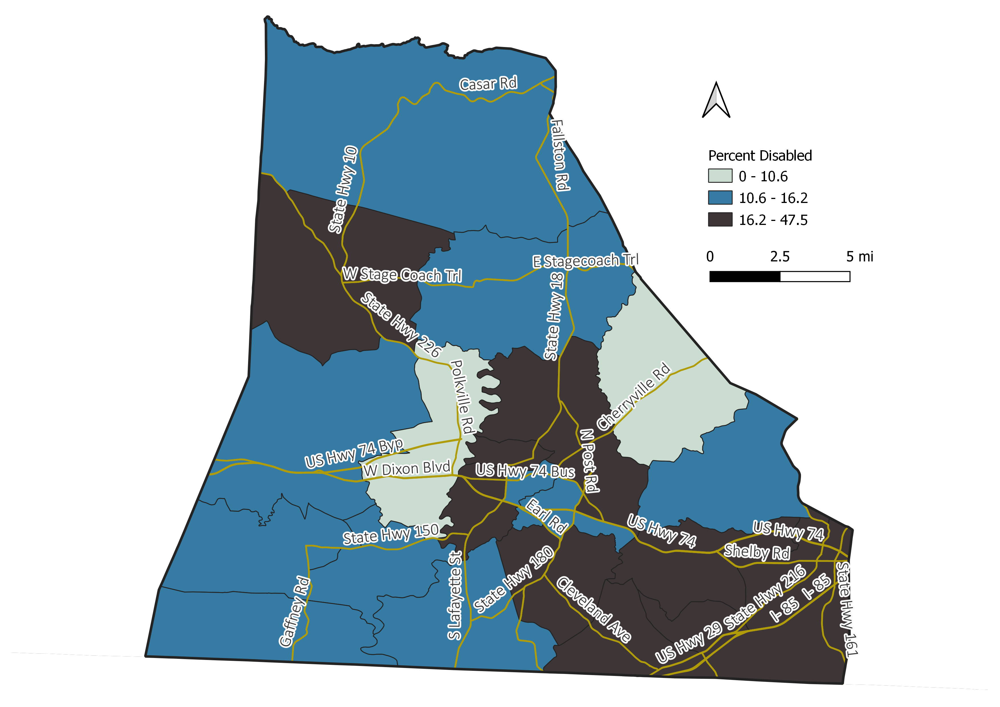 Casar Rd
Fallston Rd
State Hwy 10
Percent Disabled
0 - 10.6
10.6 - 16.2
16.2 - 47.5
0 2.5 5 mi
E Stagecoach Trl
W Stage Coach Trl
State Hwy 18
State Hwy 226
Polkville Rd
Cherryville Rd
N Post Rd
US Hwy 74 Byp
W Dixon Blvd
US Hwy 74 Bus
Earl Rd
US Hwy 74
US Hwy 74
State Hwy 150
Shelby Rd
State Hwy 180
S Lafayette St
Gaffney Rd
Cleveland Ave
State Hwy 216
I- 85
I- 85
US Hwy 29
State Hwy 161